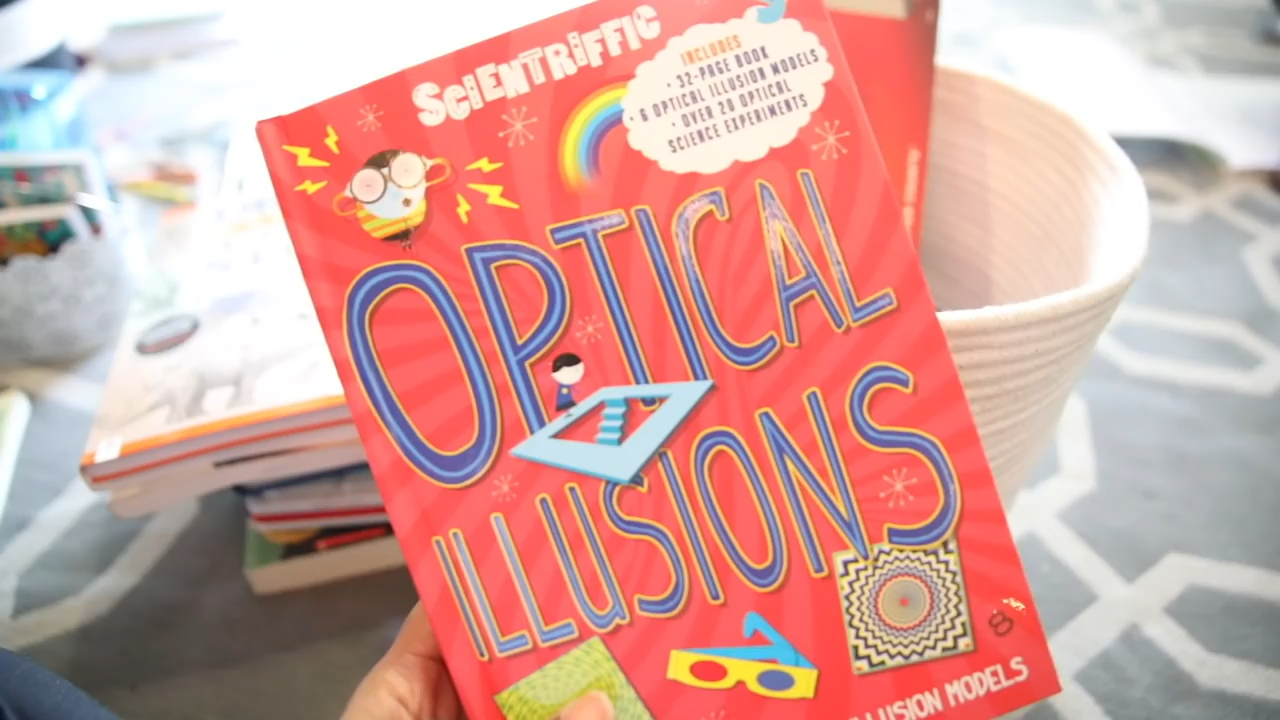 SCIENTRIFFIC
INCLUDES
• 32-PAGE BOOK
• 6 OPTICAL ILLUSION MODELS
• OVER 20 OPTICAL
SCIENCE EXPERIMENTS
OPTICAL
ILLUSIONS
ILLUSION MODELS